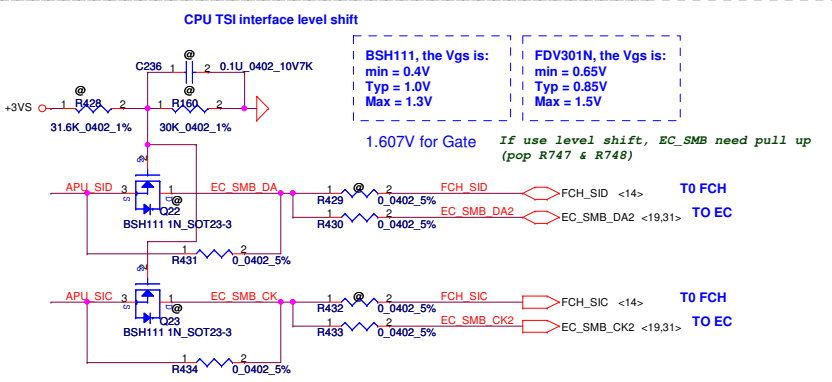 CPU TSI interface level shift
@
C236 1 2 0.1U_0402_10V7K
BSH111, the Vgs is:
min = 0.4V
Typ = 1.0V
Max = 1.3V
FDV301N, the Vgs is:
min = 0.65V
Typ = 0.85V
Max = 1.5V
@ @
+3VS 1 R428 2 1 R160 2
31.6K_0402_1% 30K_0402_1%
1.607V for Gate
If use level shift, EC_SMB need pull up
(pop R747 & R748)
G
APU_SID 3 1 EC_SMB_DA 1 @ 2 FCH_SID FCH_SID <14> T0 FCH
S D @
Q22
BSH111 1N_SOT23-3
R429 0_0402_5%
1 2 EC_SMB_DA2 EC_SMB_DA2 <19,31> TO EC
R430 0_0402_5%
1 2
R431 0_0402_5%
G
APU_SIC 3 1 EC_SMB_CK 1 @ 2 FCH_SIC FCH_SIC <14> T0 FCH
S D @
Q23
BSH111 1N_SOT23-3
R432 0_0402_5%
1 2 EC_SMB_CK2 EC_SMB_CK2 <19,31> TO EC
R433 0_0402_5%
1 2
R434 0_0402_5%